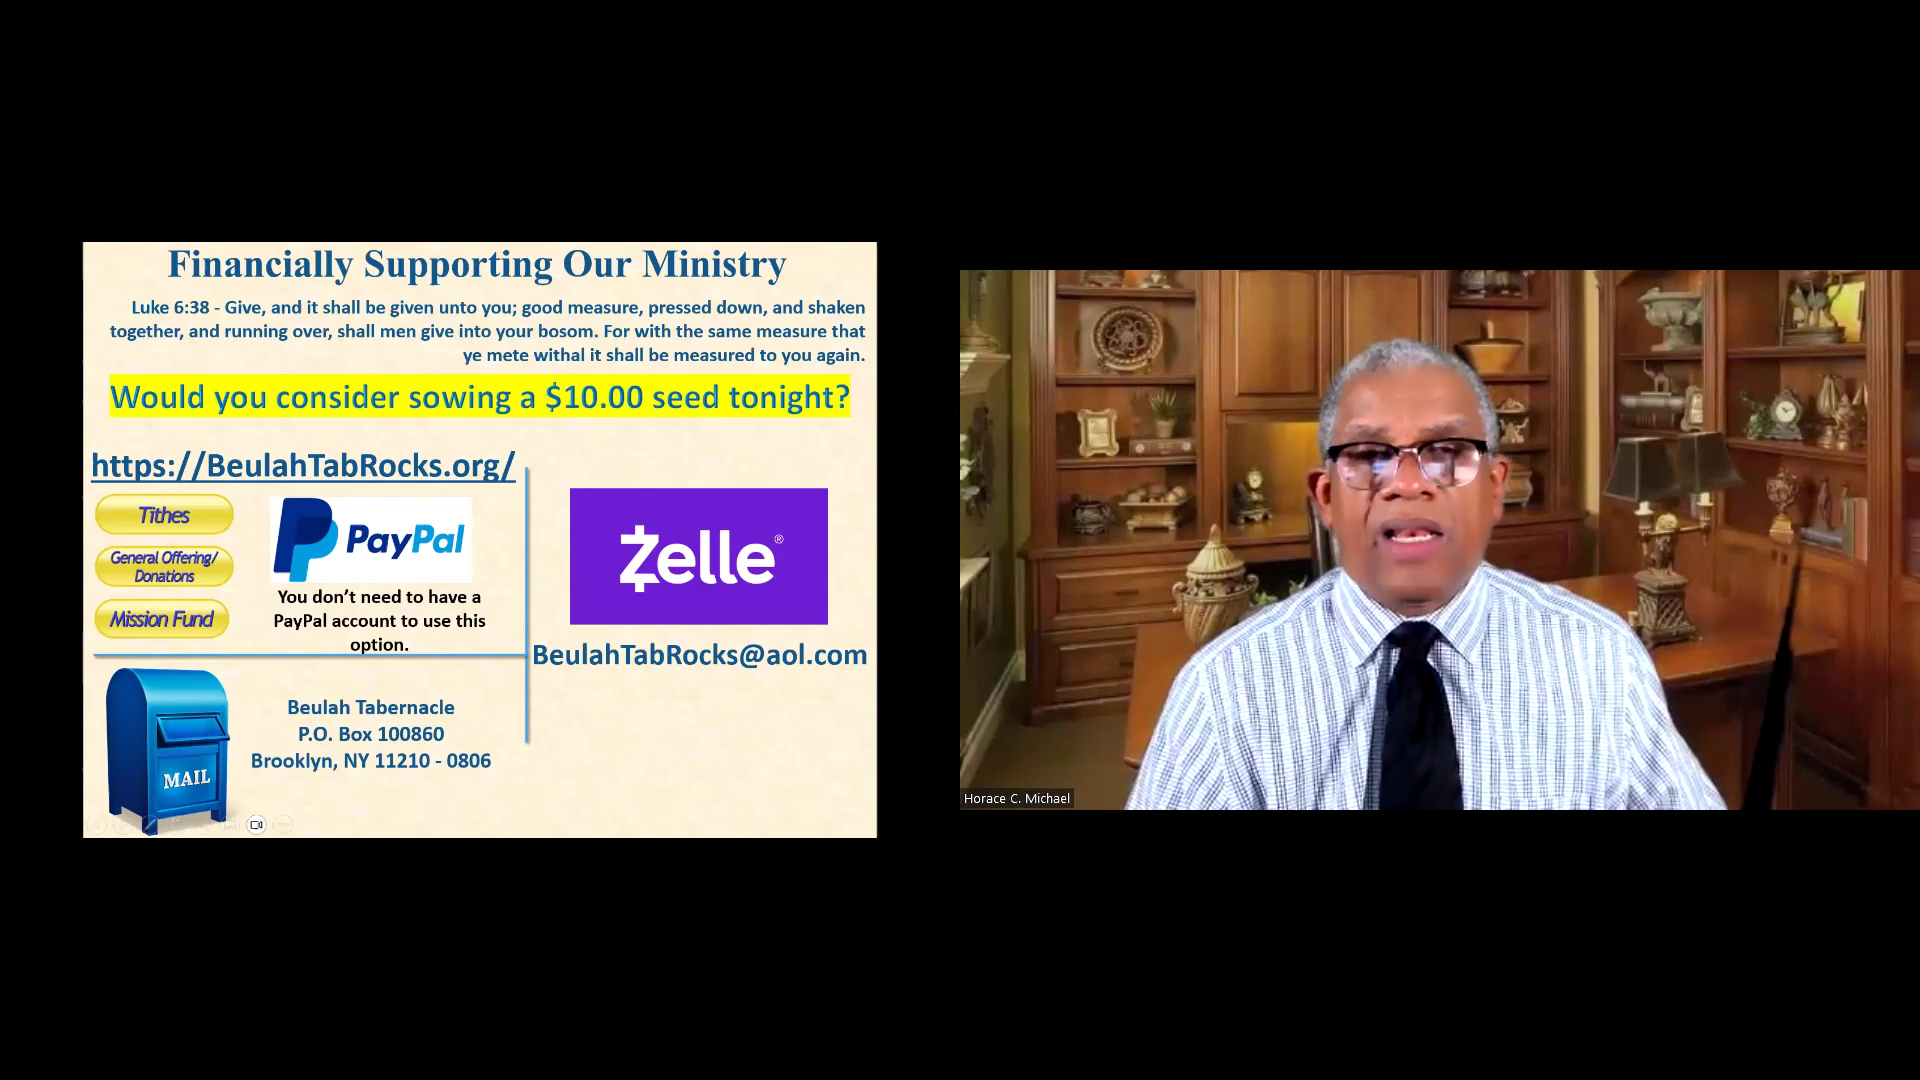 Financially Supporting Our Ministry
Luke 6:38 - Give, and it shall be given unto you; good measure, pressed down, and shaken
together, and running over, shall men give into your bosom. For with the same measure that
ye mete withal it shall be measured to you again.
Would you consider sowing a $10.00 seed tonight?
https://BeulahTabRocks.org/
Tithes
General Offering/
Donations
Mission Fund
PayPal
You don’t need to have a
PayPal account to use this
option.
Zelle®
BeulahTabRocks@aol.com
MAIL
Beulah Tabernacle
P.O. Box 100860
Brooklyn, NY 11210 - 0806
Horace C. Michael